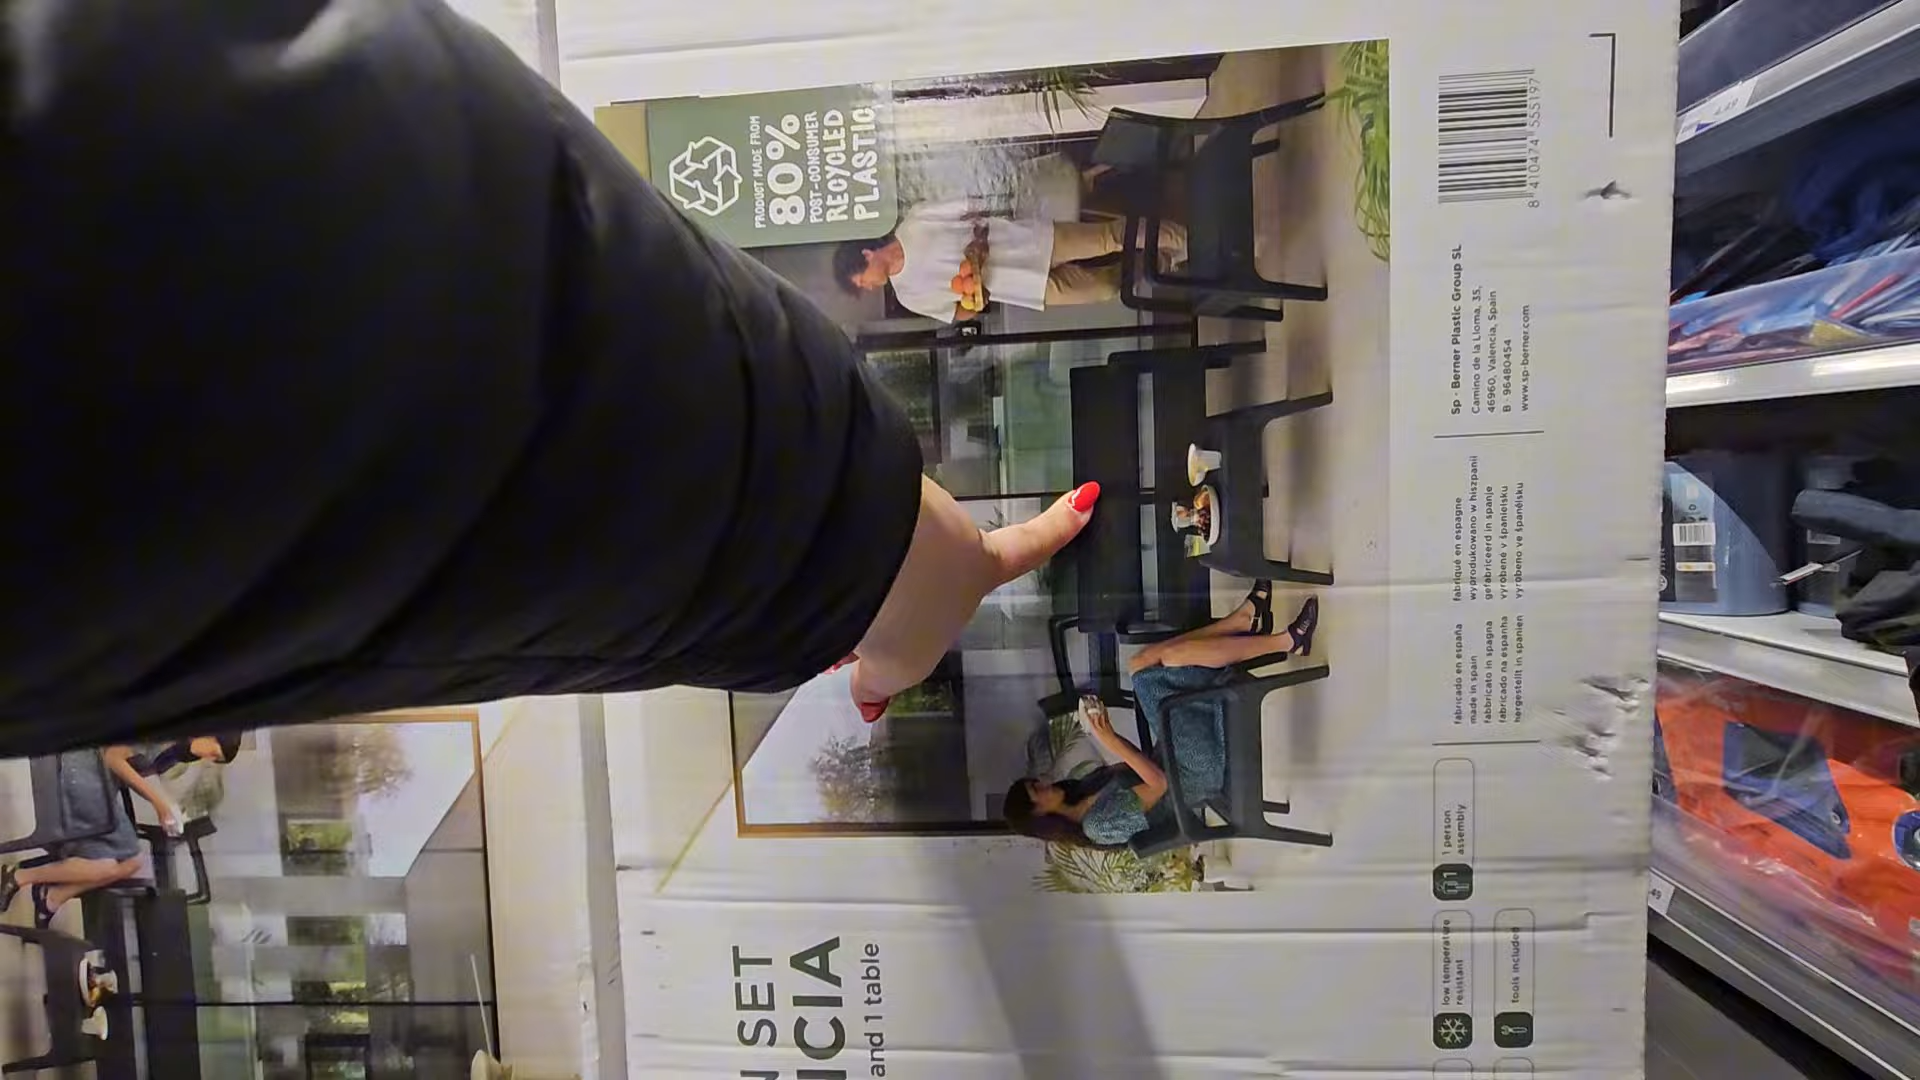 PRODUCT MADE FROM
80%
POST-CONSUMER
RECYCLED
PLASTIC
SET
and 1 table
low temperature
resistant
tools included
1 person
assembly
fabricado en españa
made in spain
fabbricato in spagna
fabricado na espanha
hergestellt in spanien
fabriqué en espagne
wyprodukowano w hiszpanii
gefabriceerd in spanje
vyrobené v španielsku
vyrobeno ve španělsku
Sp - Berner Plastic Group SL
Camino de la Lloma, 35,
46960, Valencia, Spain
B - 96480454
www.sp-berner.com
8 410474 555197